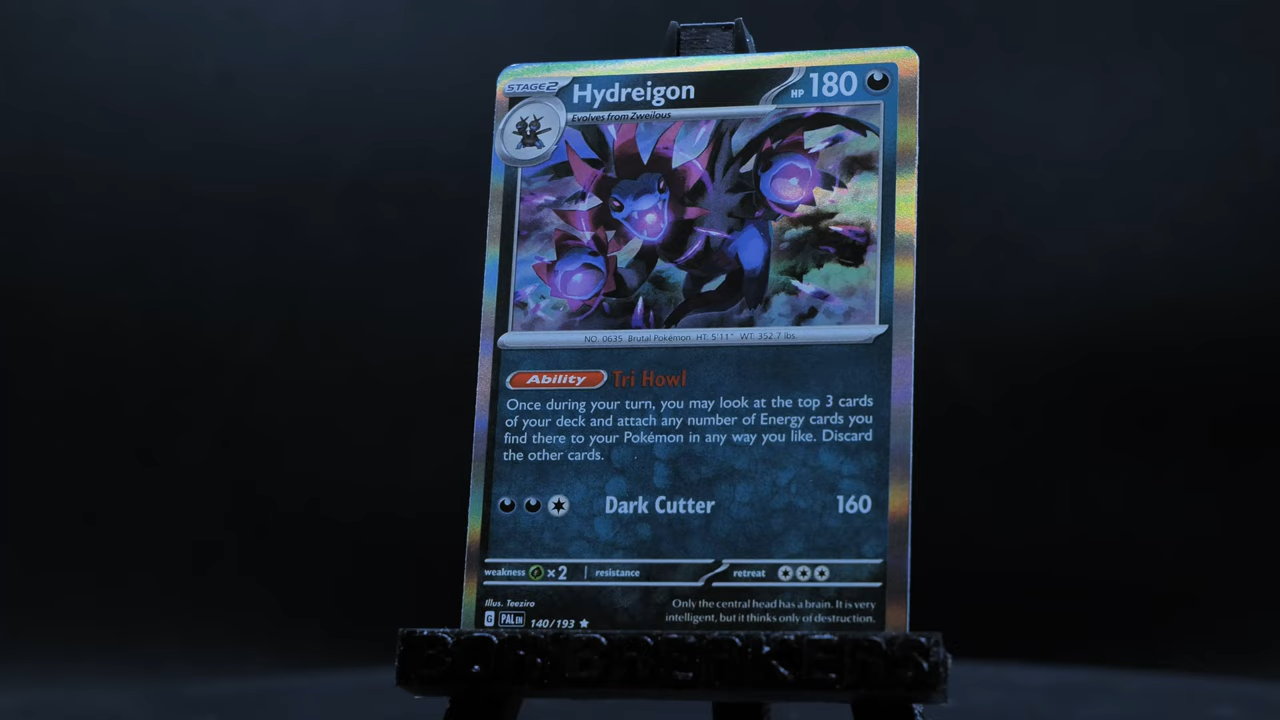 STAGE2 Hydreigon HP 180
Evolves from Zweilous
NO. 0635 Brutal Pokémon HT: 5'11" WT: 352.7 lbs.
Ability Tri Howl
Once during your turn, you may look at the top 3 cards
of your deck and attach any number of Energy cards you
find there to your Pokémon in any way you like. Discard
the other cards.
Dark Cutter 160
weakness ×2 resistance retreat
Illus. Teeziro
G PAL EN 140/193
Only the central head has a brain. It is very
intelligent, but it thinks only of destruction.